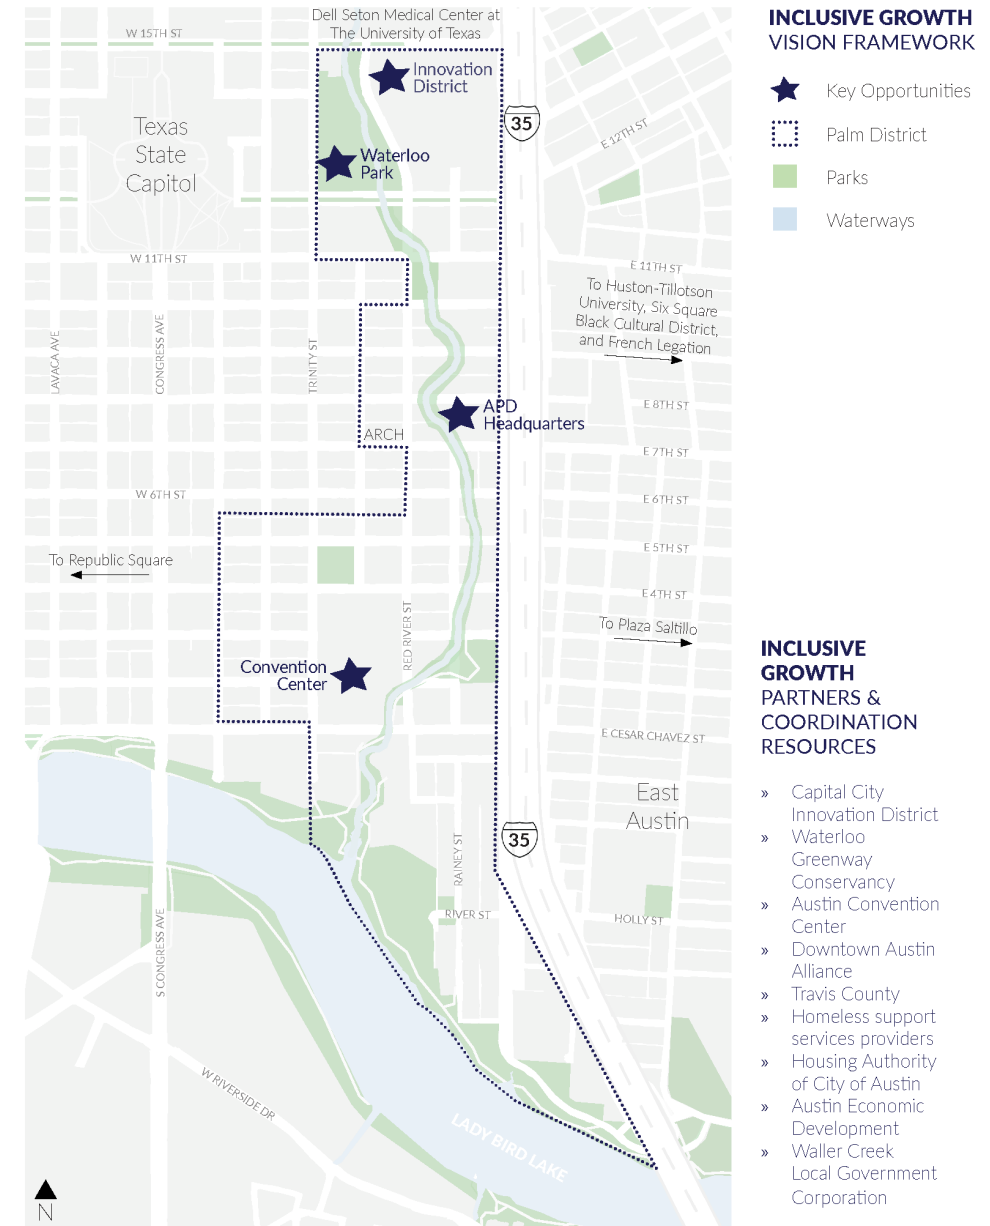 Dell Seton Medical Center at
The University of Texas
W 15TH ST
Innovation
District
35
E 12TH ST
Texas
State
Capitol
Waterloo
Park
W 11TH ST
E 11TH ST
To Huston-Tillotson
University, Six Square
Black Cultural District,
and French Legation
LAVACA AVE
CONGRESS AVE
TRINITY ST
APD
Headquarters
E 8TH ST
ARCH
E 7TH ST
W 6TH ST
E 6TH ST
E 5TH ST
To Republic Square
E 4TH ST
RED RIVER ST
To Plaza Saltillo
Convention
Center
E CESAR CHAVEZ ST
East
Austin
35
RAINEY ST
RIVER ST
HOLLY ST
S CONGRESS AVE
W RIVERSIDE DR
LADY BIRD LAKE
N
INCLUSIVE GROWTH
VISION FRAMEWORK
Key Opportunities
Palm District
Parks
Waterways
INCLUSIVE
GROWTH
PARTNERS &
COORDINATION
RESOURCES
» Capital City
Innovation District
» Waterloo
Greenway
Conservancy
» Austin Convention
Center
» Downtown Austin
Alliance
» Travis County
» Homeless support
services providers
» Housing Authority
of City of Austin
» Austin Economic
Development
» Waller Creek
Local Government
Corporation